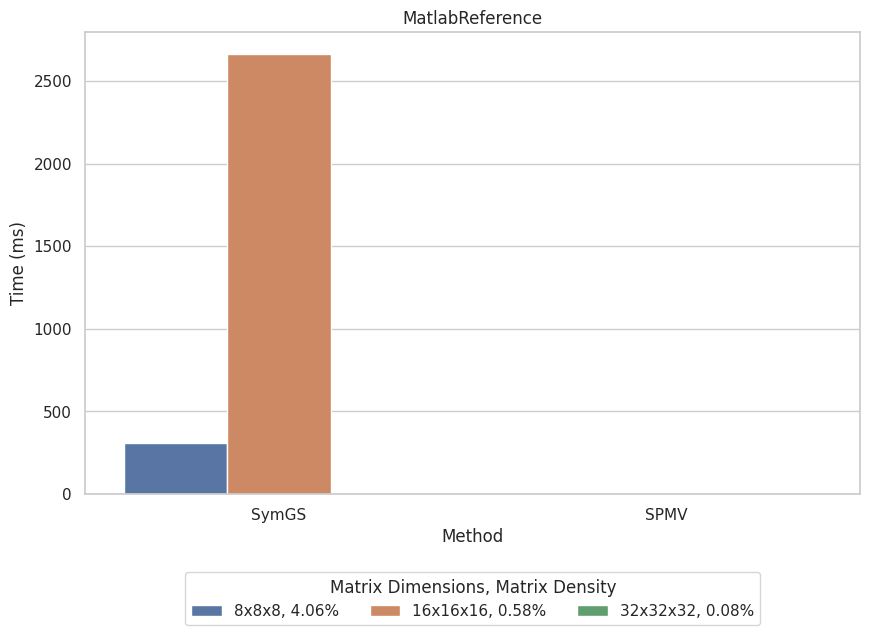 MatlabReference
Time (ms)
2500
2000
1500
1000
500
0
SymGS SPMV
Method
Matrix Dimensions, Matrix Density
8x8x8, 4.06% 16x16x16, 0.58% 32x32x32, 0.08%